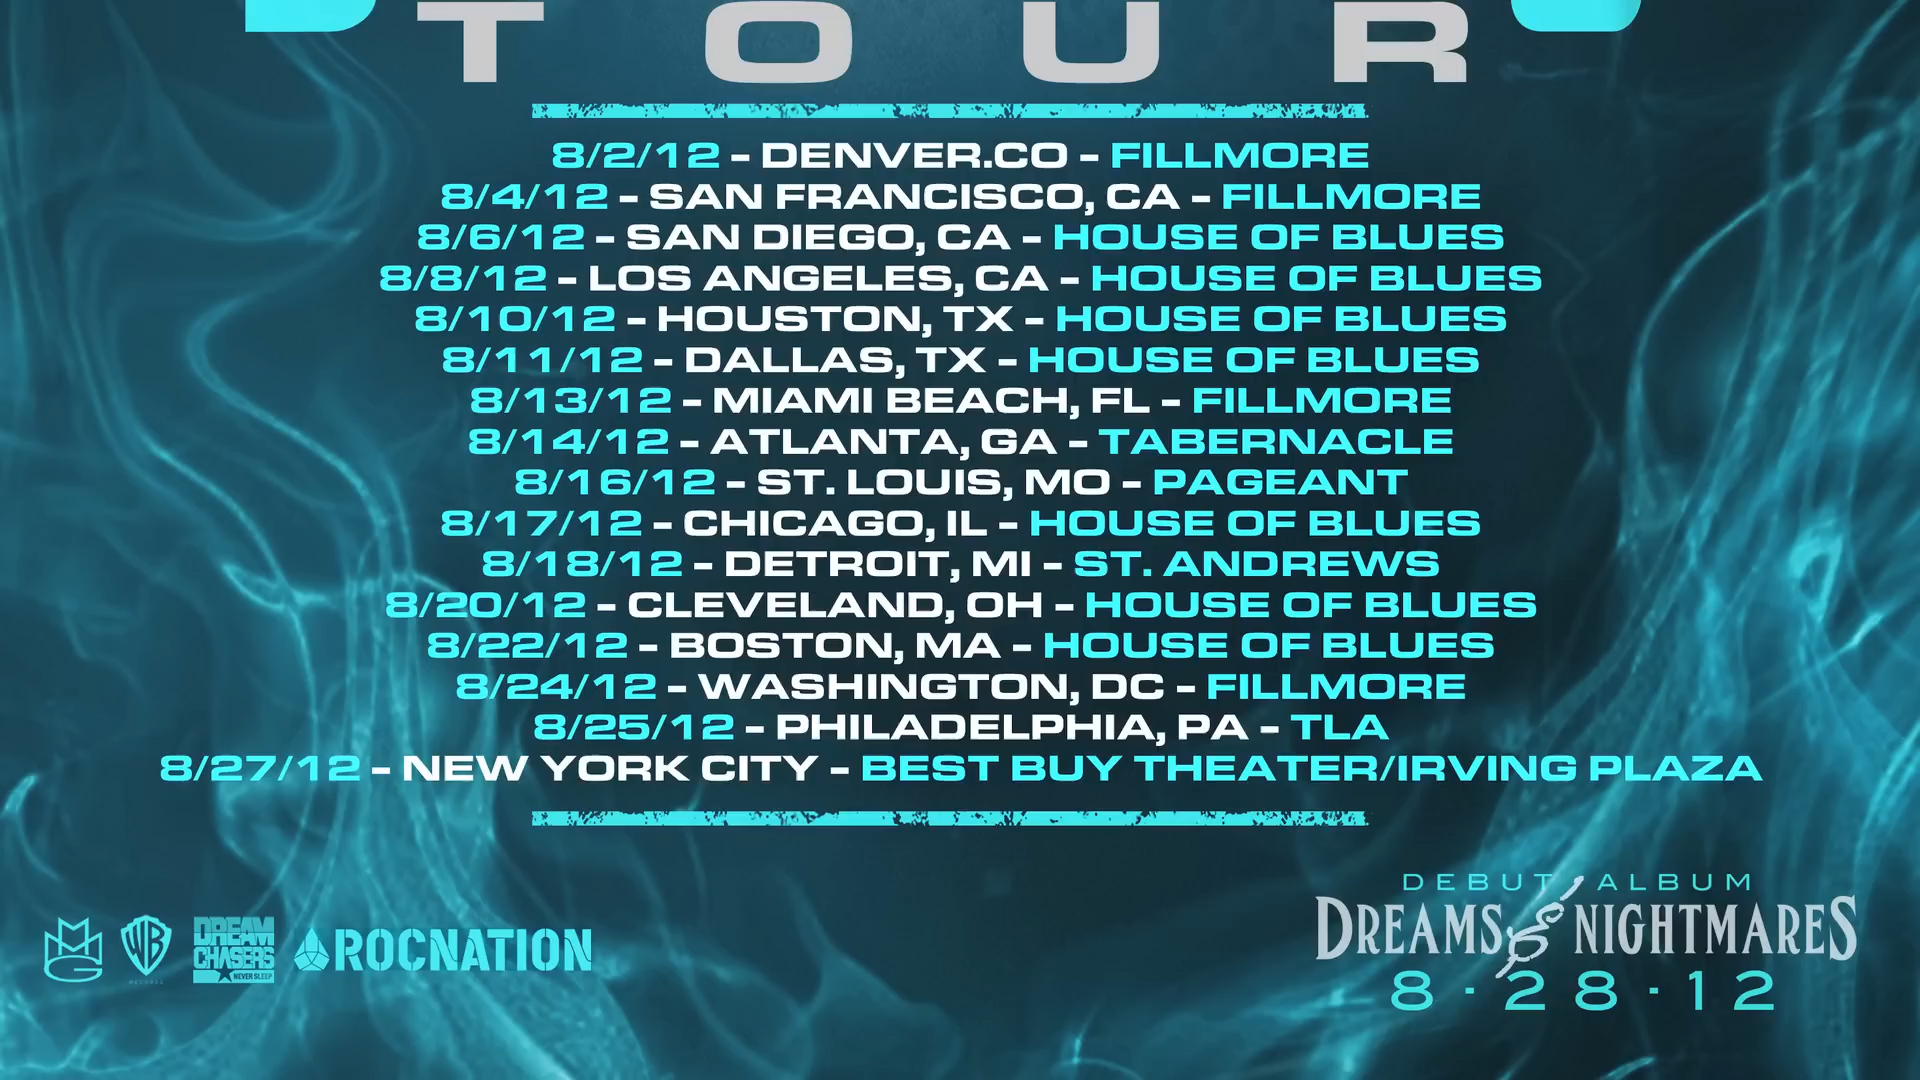 TOUR
8/2/12 - DENVER.CO - FILLMORE
8/4/12 - SAN FRANCISCO, CA - FILLMORE
8/6/12 - SAN DIEGO, CA - HOUSE OF BLUES
8/8/12 - LOS ANGELES, CA - HOUSE OF BLUES
8/10/12 - HOUSTON, TX - HOUSE OF BLUES
8/11/12 - DALLAS, TX - HOUSE OF BLUES
8/13/12 - MIAMI BEACH, FL - FILLMORE
8/14/12 - ATLANTA, GA - TABERNACLE
8/16/12 - ST. LOUIS, MO - PAGEANT
8/17/12 - CHICAGO, IL - HOUSE OF BLUES
8/18/12 - DETROIT, MI - ST. ANDREWS
8/20/12 - CLEVELAND, OH - HOUSE OF BLUES
8/22/12 - BOSTON, MA - HOUSE OF BLUES
8/24/12 - WASHINGTON, DC - FILLMORE
8/25/12 - PHILADELPHIA, PA - TLA
8/27/12 - NEW YORK CITY - BEST BUY THEATER/IRVING PLAZA
MMG
WB
RECORDS
DREAM
CHASERS
NEVER SLEEP
ROCNATION
DEBUT ALBUM
DREAMS & NIGHTMARES
8·28·12